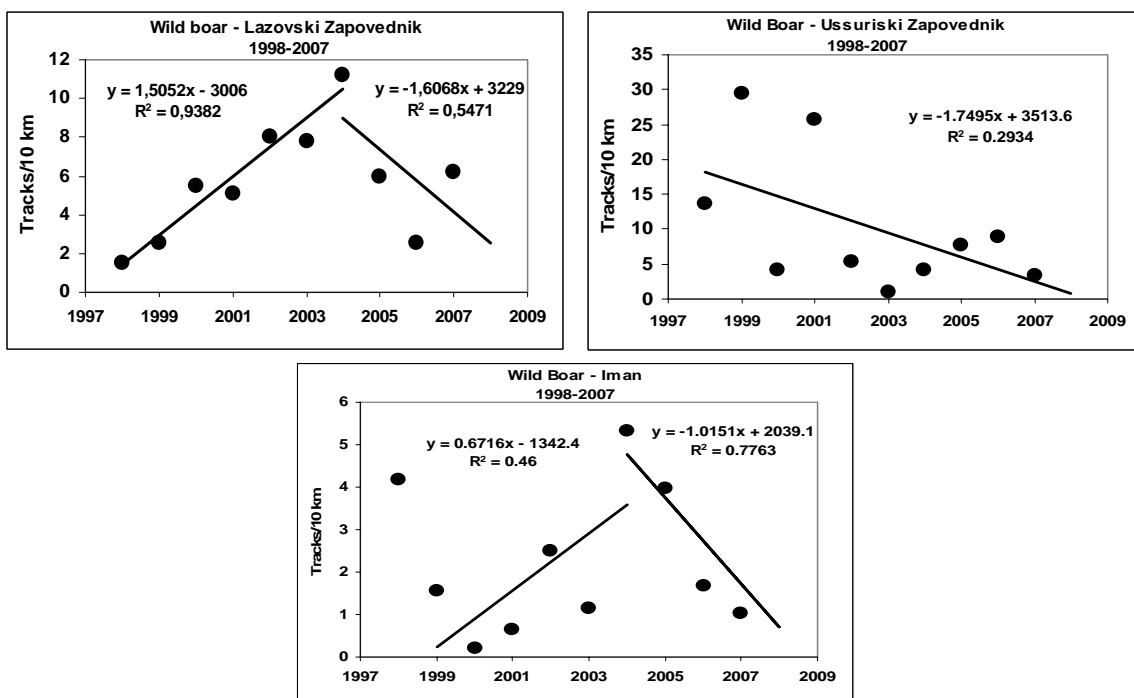 Wild boar - Lazovski Zapovednik
1998-2007
Tracks/10 km
12
10
8
6
4
2
0
y = 1,5052x - 3006
R² = 0,9382
y = -1,6068x + 3229
R² = 0,5471
1997 1999 2001 2003 2005 2007 2009
Wild Boar - Ussuriski Zapovednik
1998-2007
Tracks/10 km
35
30
25
20
15
10
5
0
y = -1.7495x + 3513.6
R² = 0.2934
1997 1999 2001 2003 2005 2007 2009
Wild Boar - Iman
1998-2007
Tracks/10 km
6
5
4
3
2
1
0
y = 0.6716x - 1342.4
R² = 0.46
y = -1.0151x + 2039.1
R² = 0.7763
1997 1999 2001 2003 2005 2007 2009